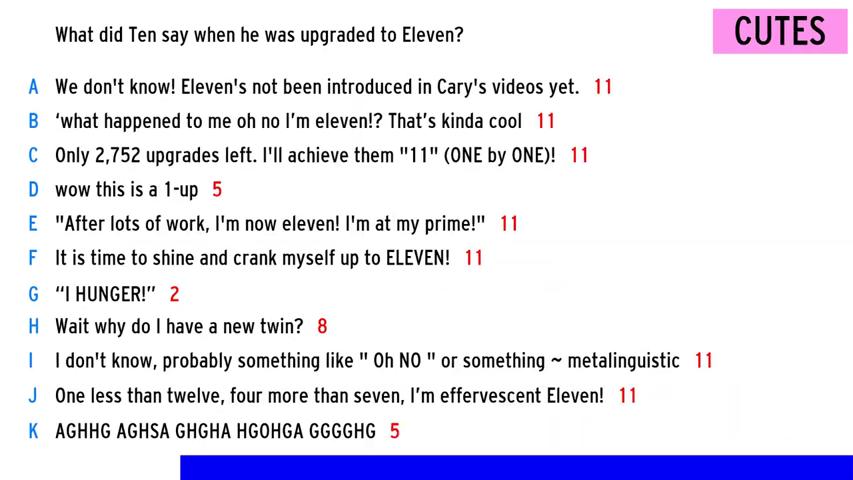 What did Ten say when he was upgraded to Eleven?
CUTES
A We don't know! Eleven's not been introduced in Cary's videos yet. 11
B ‘what happened to me oh no I’m eleven!? That’s kinda cool 11
C Only 2,752 upgrades left. I'll achieve them "11" (ONE by ONE)! 11
D wow this is a 1-up 5
E "After lots of work, I'm now eleven! I'm at my prime!" 11
F It is time to shine and crank myself up to ELEVEN! 11
G “I HUNGER!” 2
H Wait why do I have a new twin? 8
I I don't know, probably something like " Oh NO " or something ~ metalinguistic 11
J One less than twelve, four more than seven, I’m effervescent Eleven! 11
K AGHHG AGHSA GHGHA HGOHGA GGGGHG 5